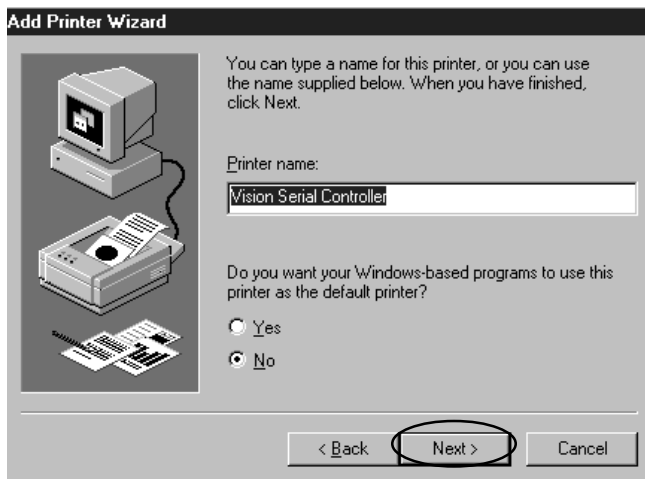 Add Printer Wizard
You can type a name for this printer, or you can use
the name supplied below. When you have finished,
click Next.
Printer name:
Vision Serial Controller
Do you want your Windows-based programs to use this
printer as the default printer?
Yes
No
< Back
Next >
Cancel